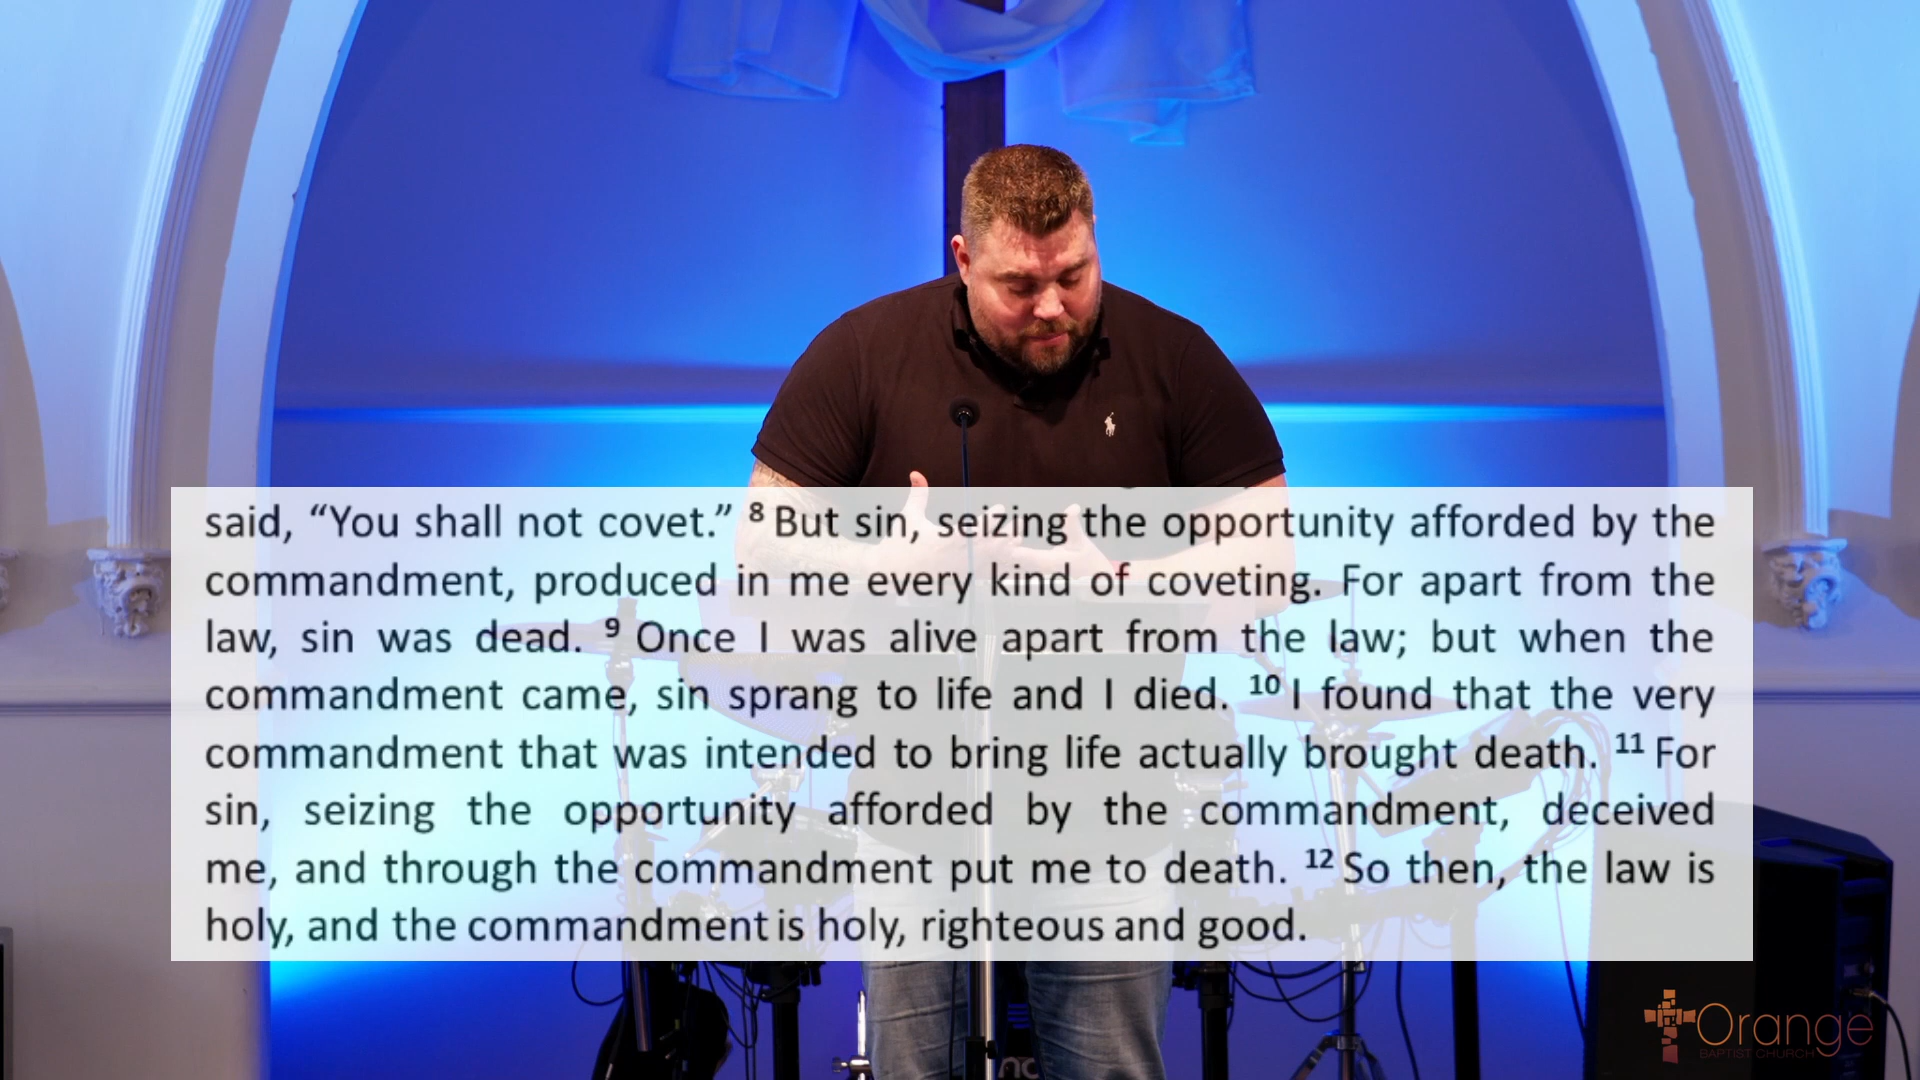 said, “You shall not covet.” ⁸ But sin, seizing the opportunity afforded by the
commandment, produced in me every kind of coveting. For apart from the
law, sin was dead. ⁹ Once I was alive apart from the law; but when the
commandment came, sin sprang to life and I died. ¹⁰ I found that the very
commandment that was intended to bring life actually brought death. ¹¹ For
sin, seizing the opportunity afforded by the commandment, deceived
me, and through the commandment put me to death. ¹² So then, the law is
holy, and the commandment is holy, righteous and good.
Orange
BAPTIST CHURCH